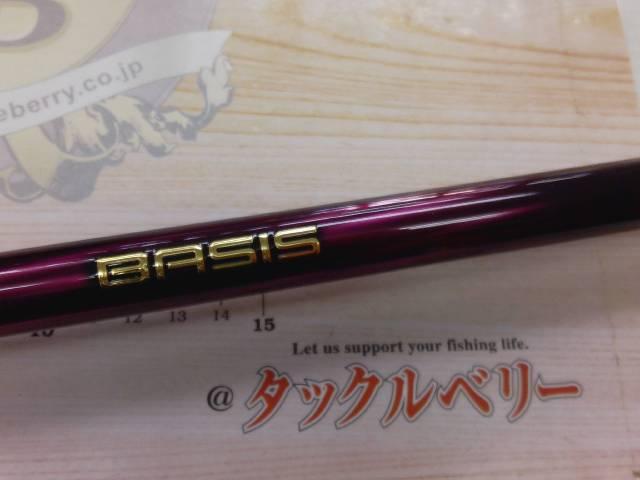 eberry.co.jp
BASIS
10 12 13 14 15
Let us support your fishing life.
@タックルベリー